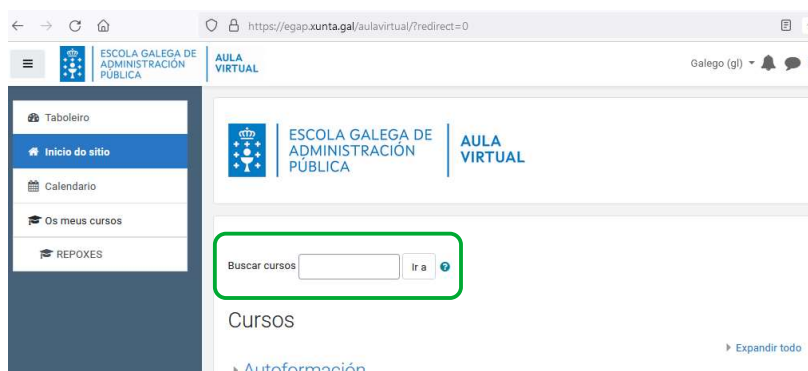 https://egap.xunta.gal/aulavirtual/?redirect=0
ESCOLA GALEGA DE
ADMINISTRACIÓN
PÚBLICA
AULA
VIRTUAL
Galego (gl)
Taboleiro
Inicio do sitio
Calendario
Os meus cursos
REPOXES
ESCOLA GALEGA DE
ADMINISTRACIÓN
PÚBLICA
AULA
VIRTUAL
Buscar cursos
Ir a
Cursos
Expandir todo
Autoformación